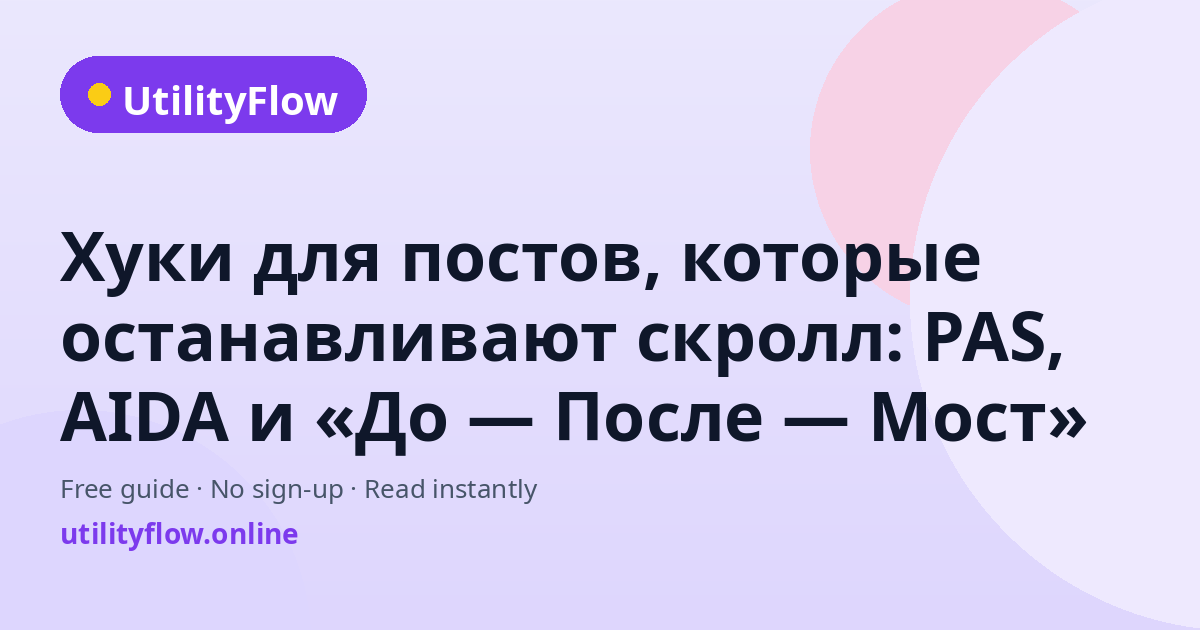 UtilityFlow
Хуки для постов, которые
останавливают скролл: PAS,
AIDA и «До — После — Мост»
Free guide · No sign-up · Read instantly
utilityflow.online